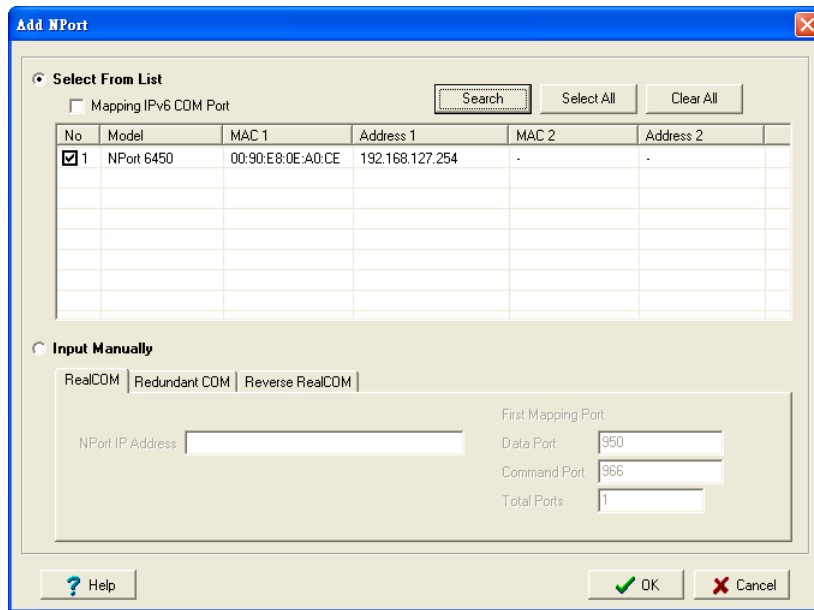 Add NPort
Select From List
Mapping IPv6 COM Port
Search
Select All
Clear All
No Model MAC 1 Address 1 MAC 2 Address 2
1 NPort 6450 00:90:E8:0E:A0:CE 192.168.127.254 - -
Input Manually
RealCOM Redundant COM Reverse RealCOM
First Mapping Port
NPort IP Address
Data Port 950
Command Port 966
Total Ports 1
? Help
OK
Cancel